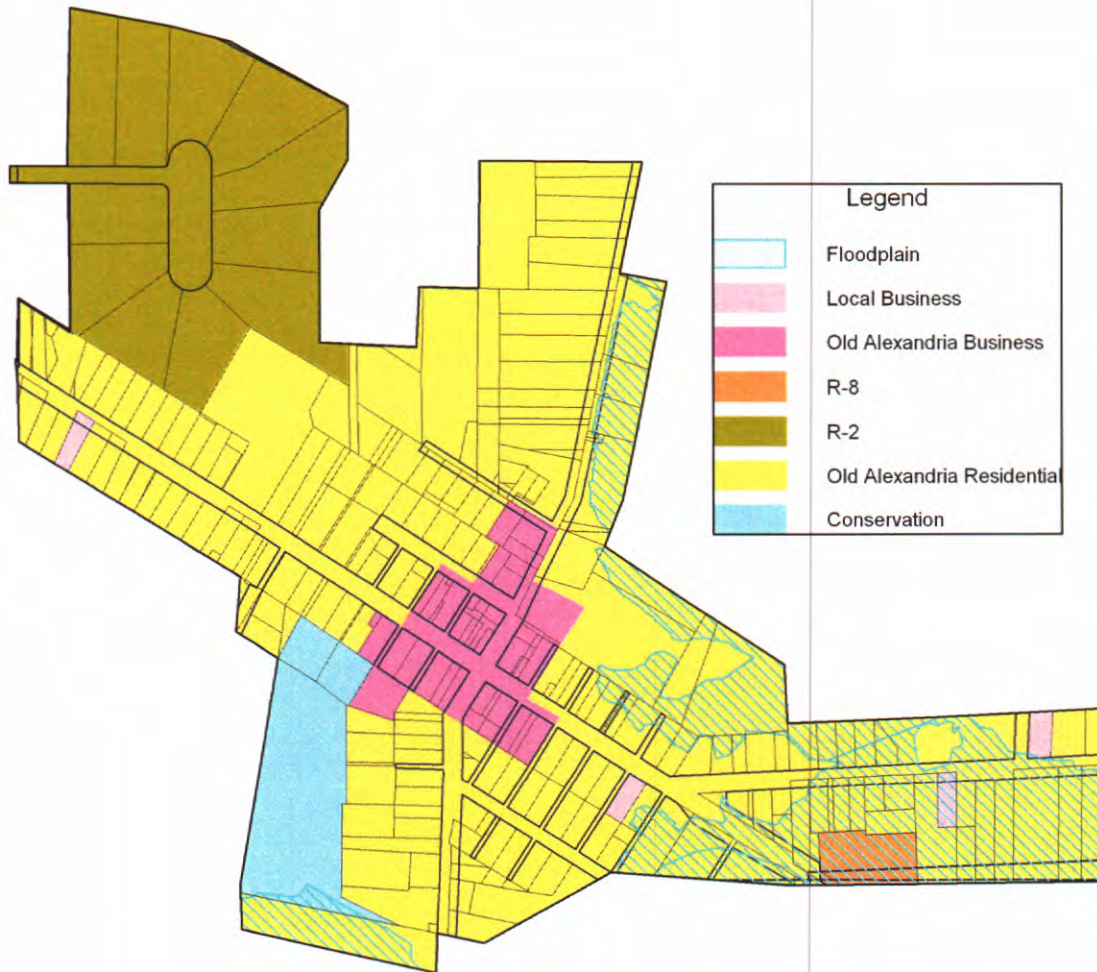 Legend
Floodplain
Local Business
Old Alexandria Business
R-8
R-2
Old Alexandria Residential
Conservation